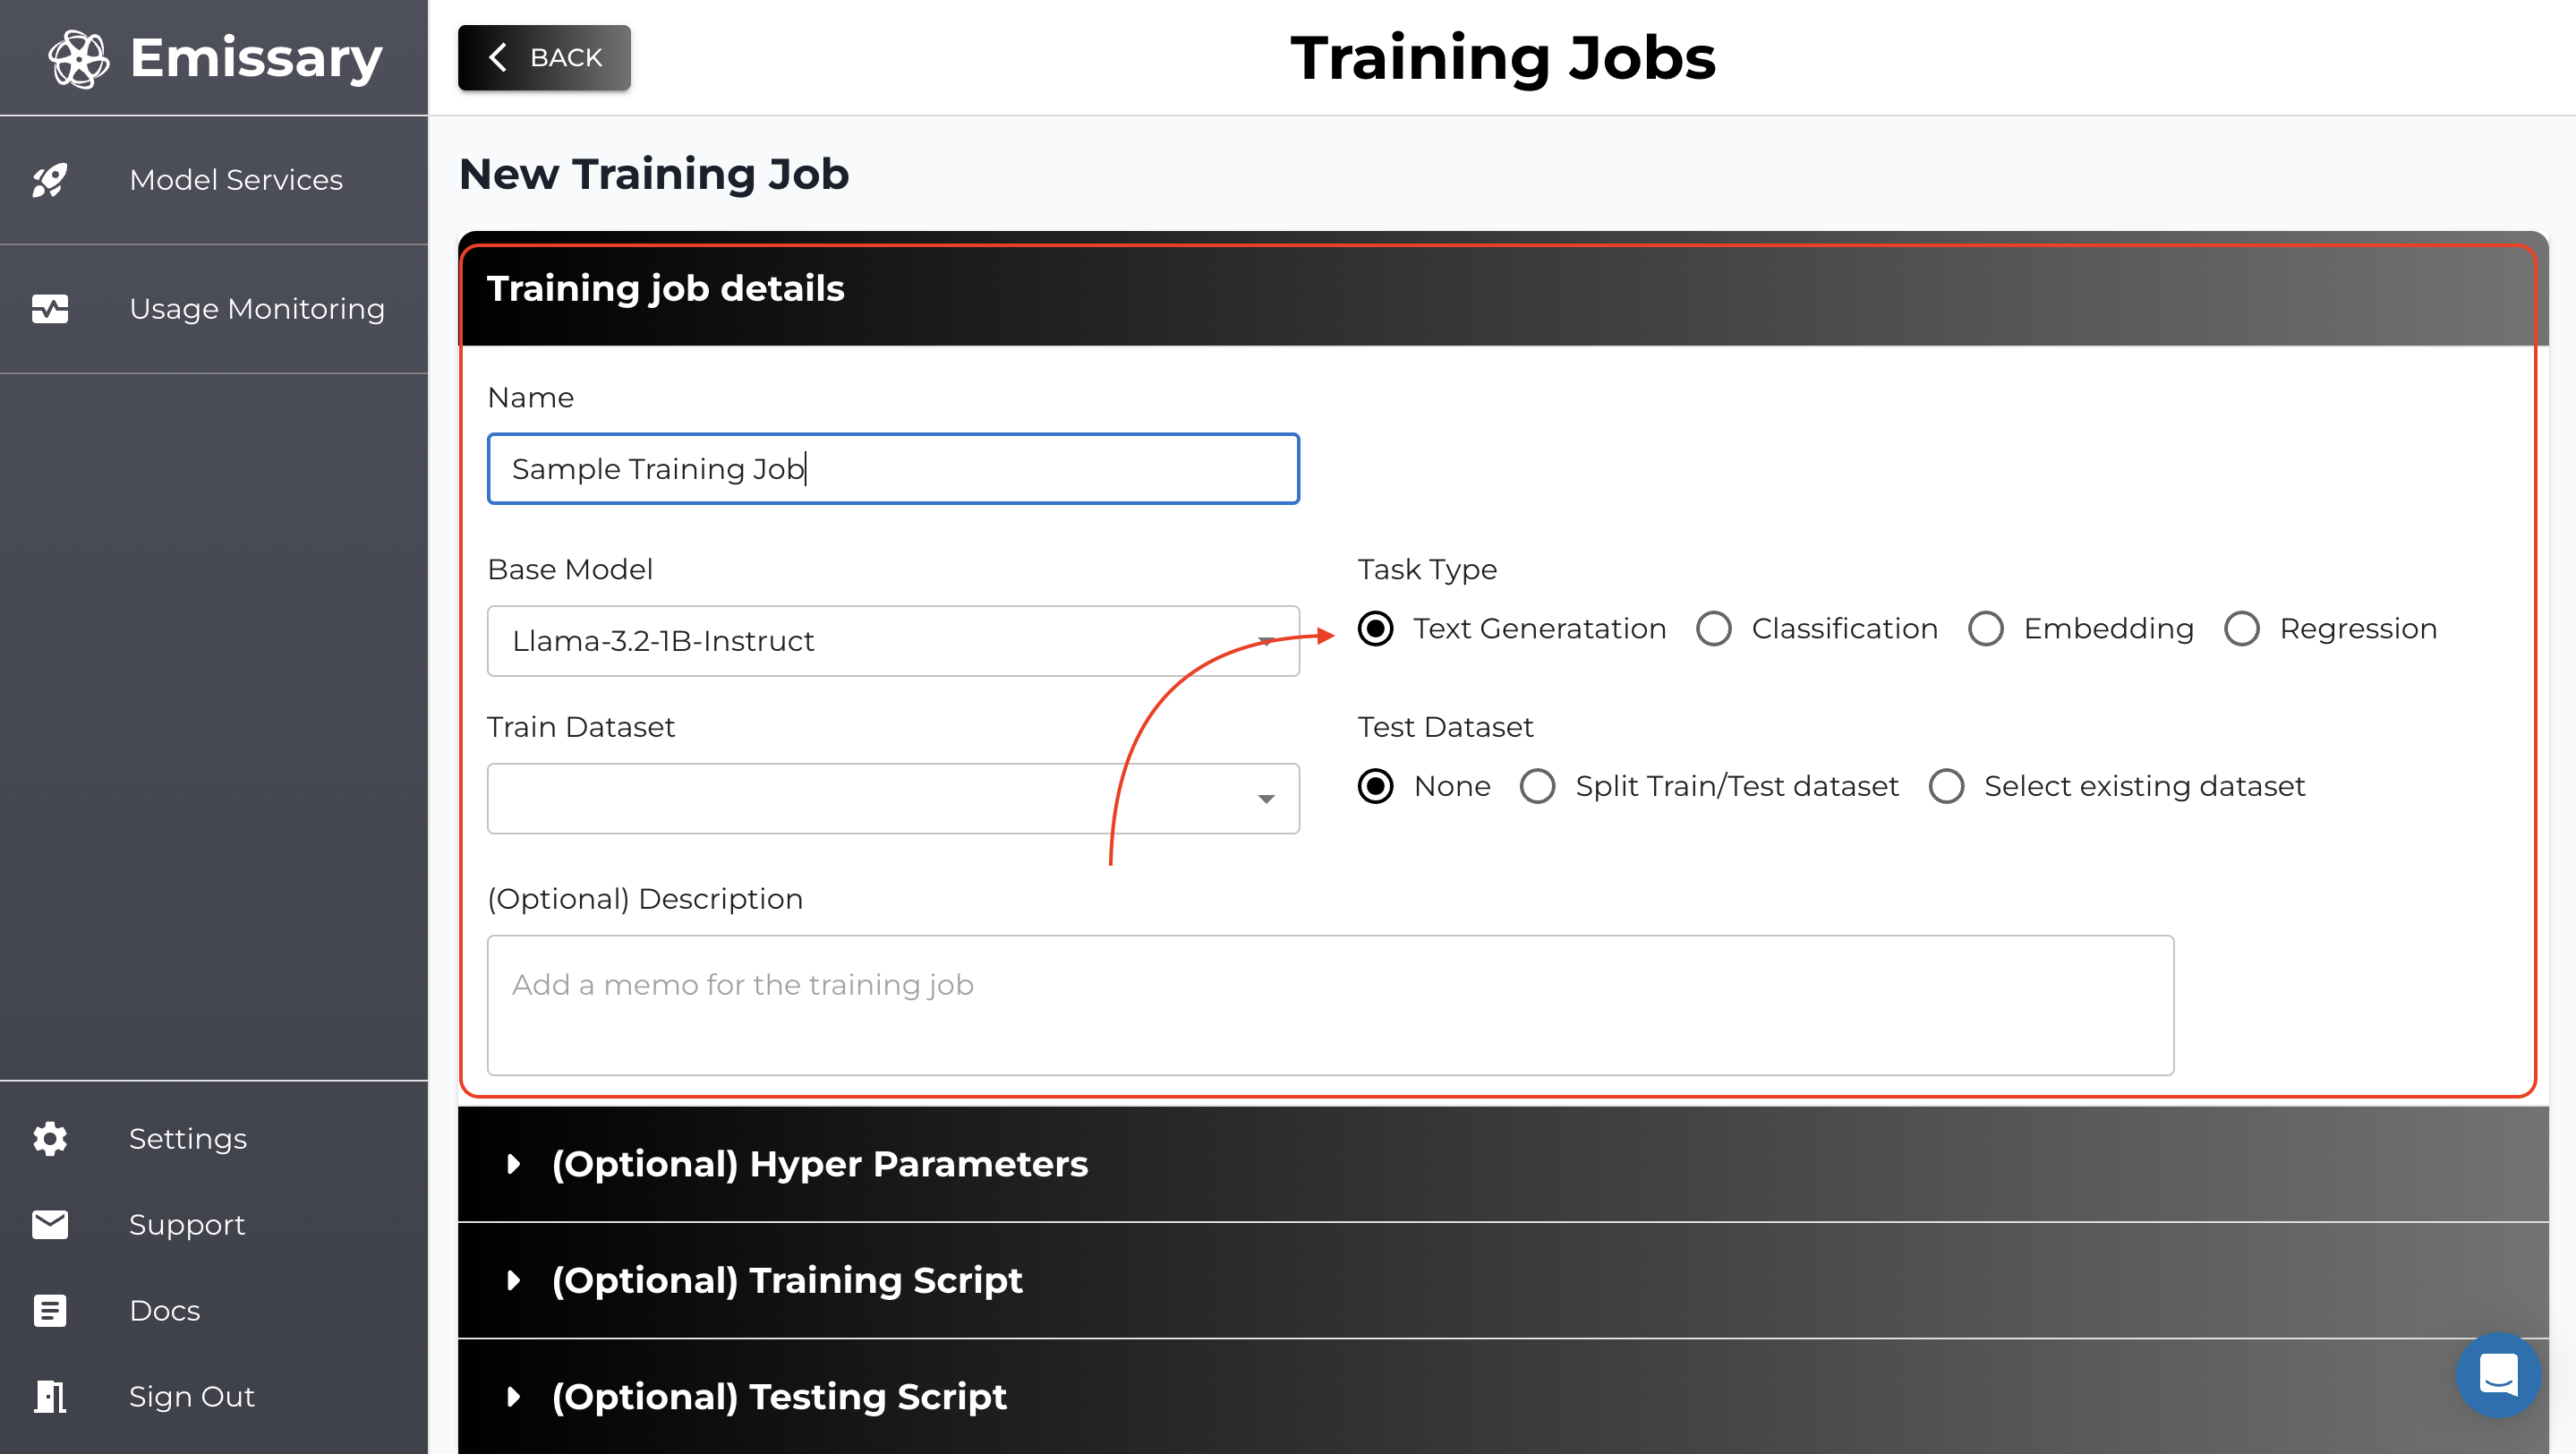 Emissary
BACK
Training Jobs
Model Services
Usage Monitoring
New Training Job
Training job details
Name
Sample Training Job
Base Model
Task Type
Llama-3.2-1B-Instruct
Text Generatation
Classification
Embedding
Regression
Train Dataset
Test Dataset
None
Split Train/Test dataset
Select existing dataset
(Optional) Description
Add a memo for the training job
(Optional) Hyper Parameters
(Optional) Training Script
(Optional) Testing Script
Settings
Support
Docs
Sign Out